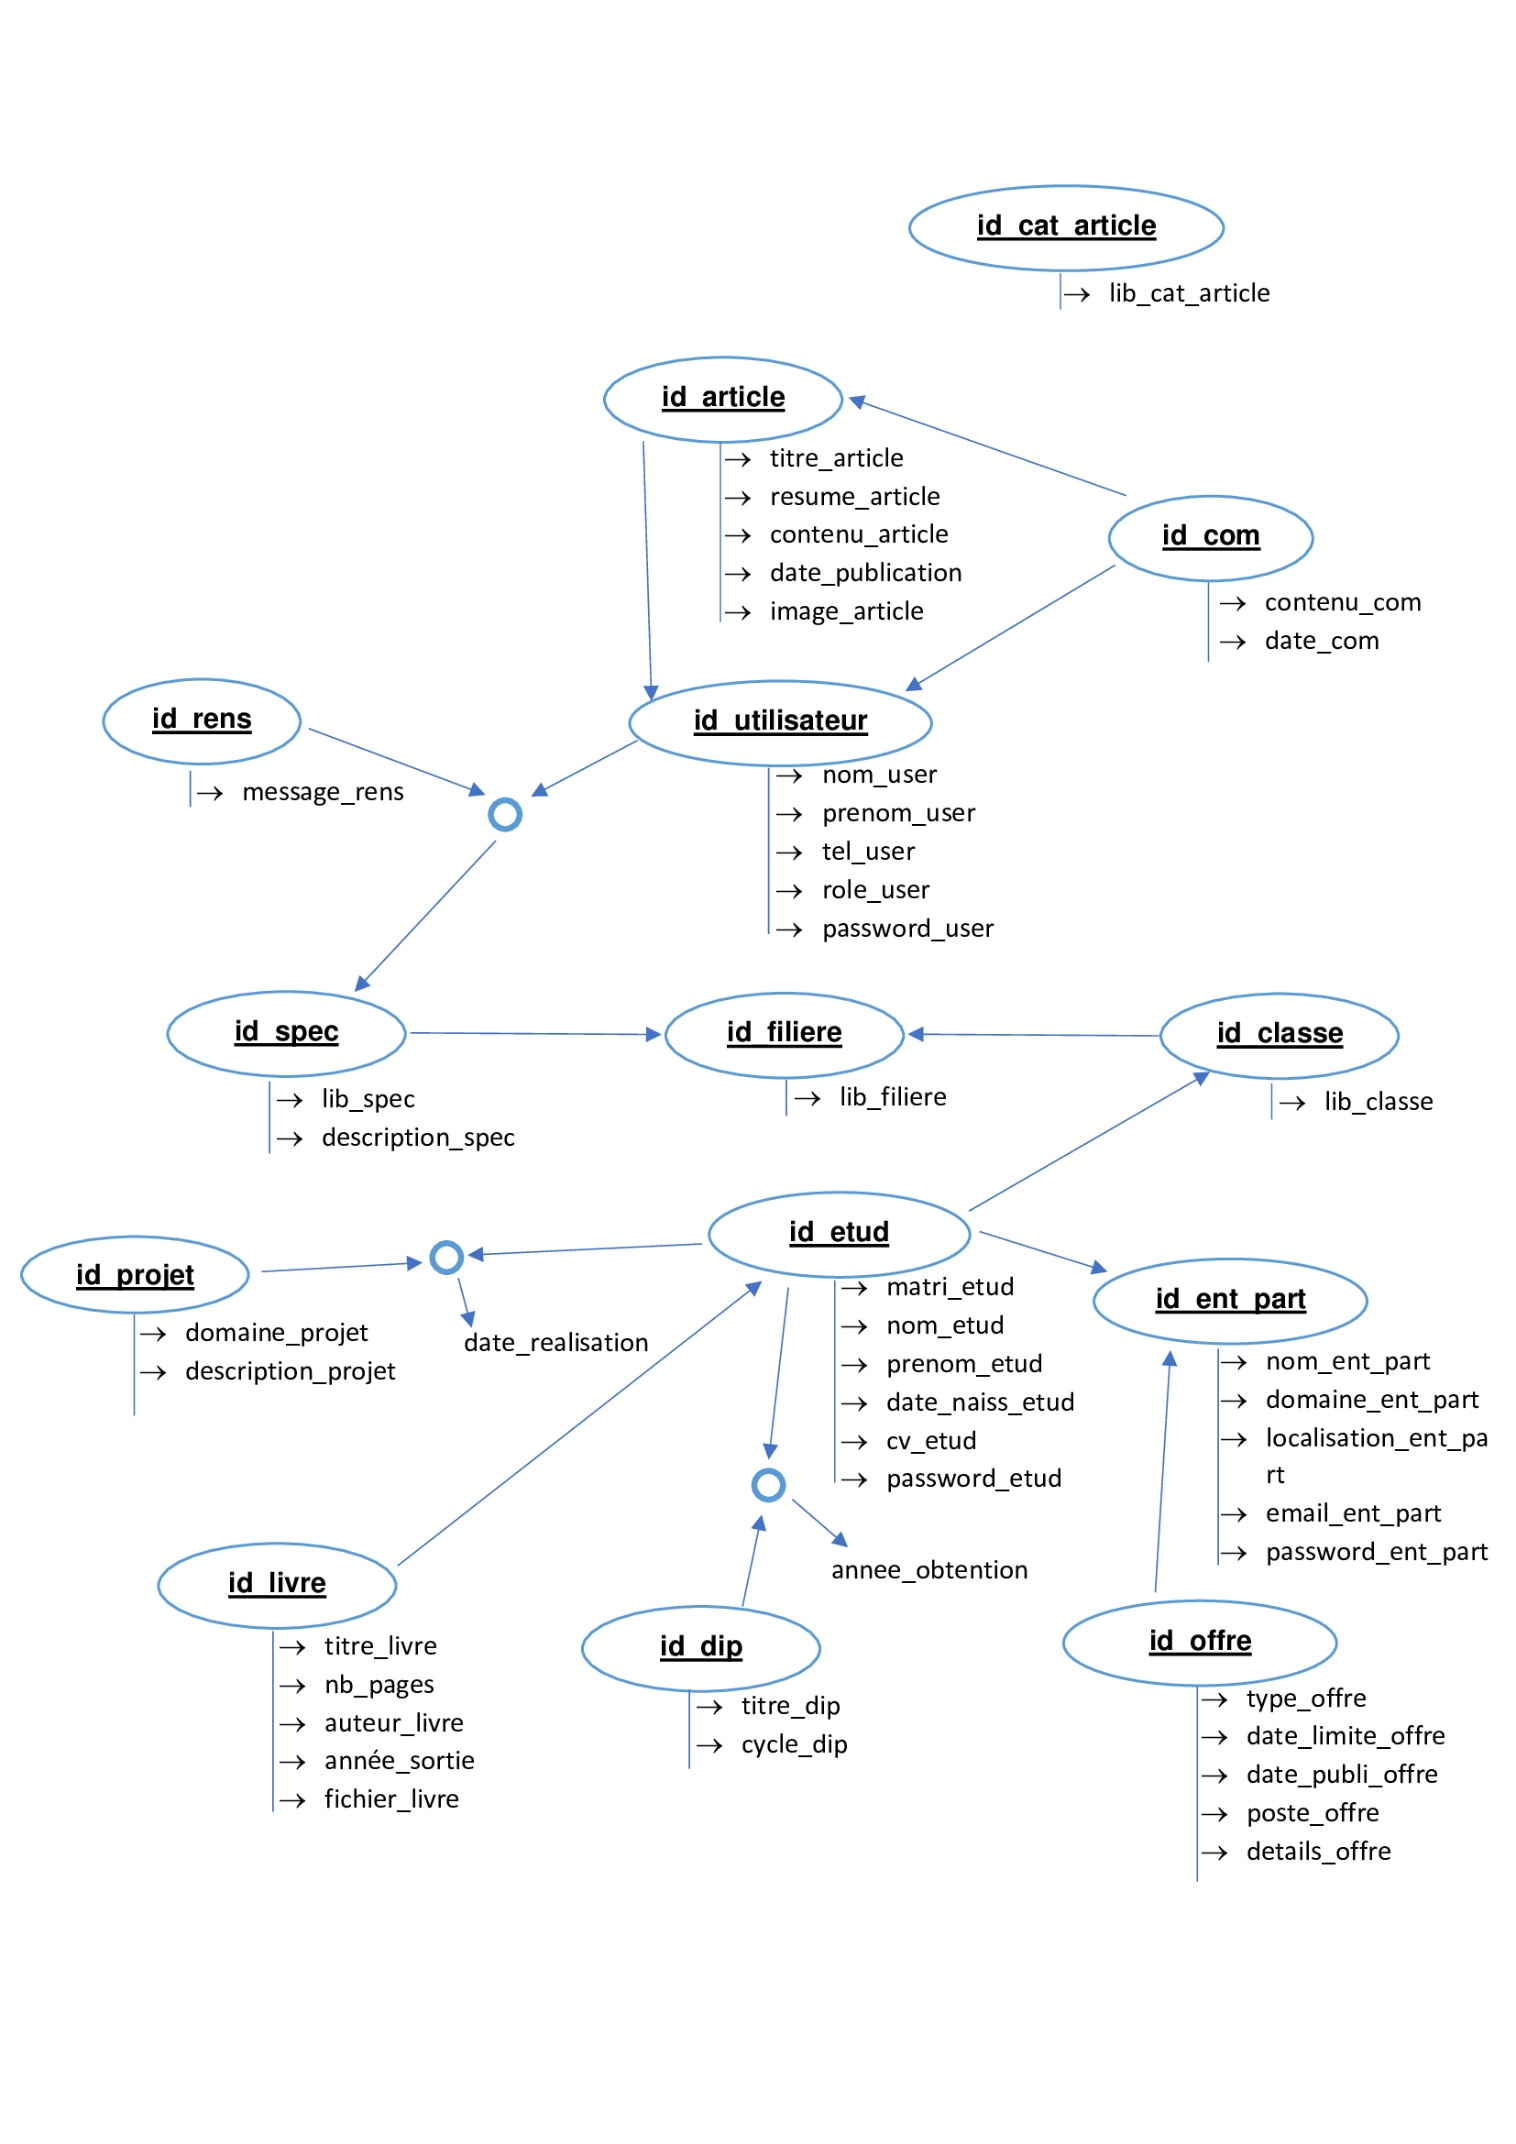 id_cat_article
→ lib_cat_article
id_article
→ titre_article
→ resume_article
→ contenu_article
→ date_publication
→ image_article
id_com
→ contenu_com
→ date_com
id_rens
→ message_rens
id_utilisateur
→ nom_user
→ prenom_user
→ tel_user
→ role_user
→ password_user
id_spec
→ lib_spec
→ description_spec
id_filiere
→ lib_filiere
id_classe
→ lib_classe
id_projet
→ domaine_projet
→ description_projet
date_realisation
id_etud
→ matri_etud
→ nom_etud
→ prenom_etud
→ date_naiss_etud
→ cv_etud
→ password_etud
id_ent_part
→ nom_ent_part
→ domaine_ent_part
→ localisation_ent_pa
rt
→ email_ent_part
→ password_ent_part
annee_obtention
id_livre
→ titre_livre
→ nb_pages
→ auteur_livre
→ année_sortie
→ fichier_livre
id_dip
→ titre_dip
→ cycle_dip
id_offre
→ type_offre
→ date_limite_offre
→ date_publi_offre
→ poste_offre
→ details_offre